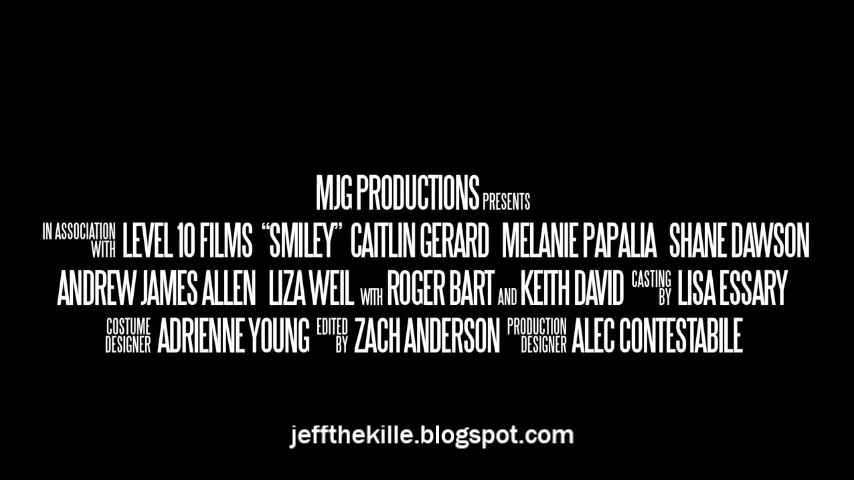 MJG PRODUCTIONS PRESENTS
IN ASSOCIATION WITH LEVEL 10 FILMS “SMILEY” CAITLIN GERARD MELANIE PAPALIA SHANE DAWSON
ANDREW JAMES ALLEN LIZA WEIL WITH ROGER BART AND KEITH DAVID CASTING BY LISA ESSARY
COSTUME DESIGNER ADRIENNE YOUNG EDITED BY ZACH ANDERSON PRODUCTION DESIGNER ALEC CONTESTABILE
jeffthekille.blogspot.com